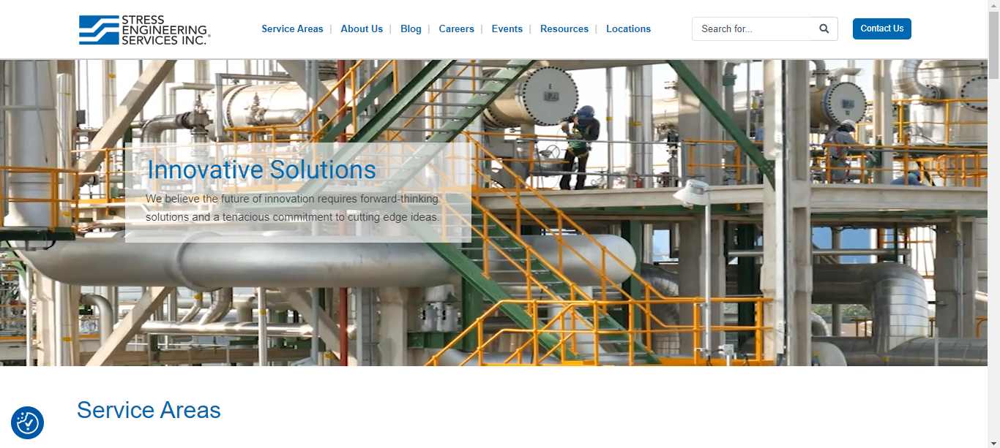 STRESS
ENGINEERING
SERVICES INC.®
Service Areas | About Us | Blog | Careers | Events | Resources | Locations
Search for...
Contact Us
E
Innovative Solutions
We believe the future of innovation requires forward-thinking
solutions and a tenacious commitment to cutting edge ideas.
Service Areas